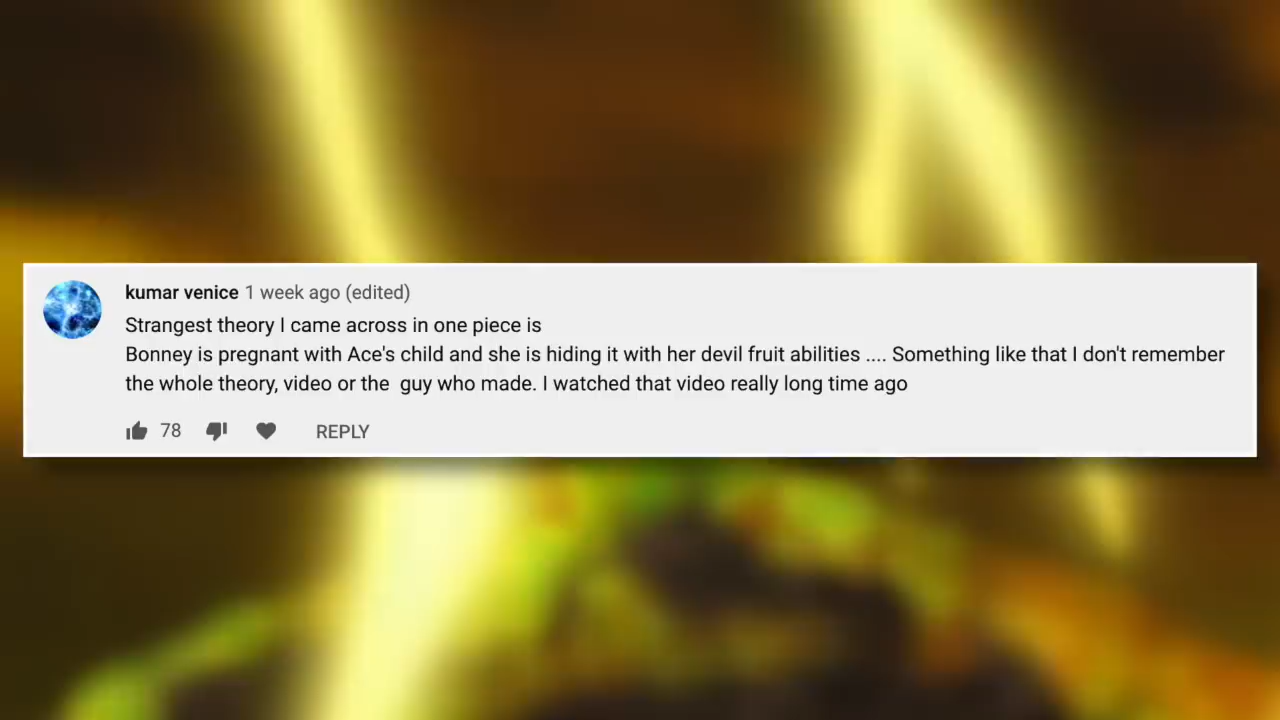 kumar venice 1 week ago (edited)
Strangest theory I came across in one piece is
Bonney is pregnant with Ace's child and she is hiding it with her devil fruit abilities .... Something like that I don't remember
the whole theory, video or the  guy who made. I watched that video really long time ago
78 REPLY